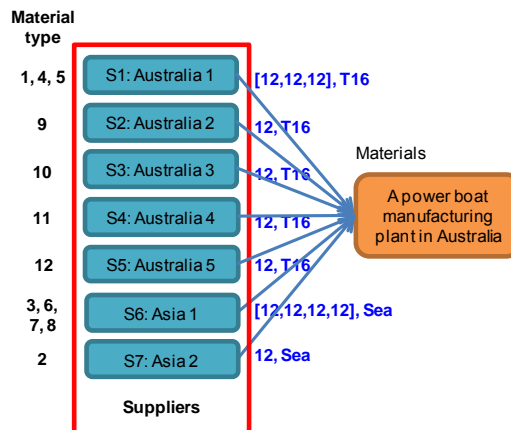 Material
type
1, 4, 5
S1: Australia 1
[12,12,12], T16
9
S2: Australia 2
12, T16
10
S3: Australia 3
12, T16
Materials
11
S4: Australia 4
12, T16
A power boat
manufacturing
plant in Australia
12
S5: Australia 5
12, T16
3, 6,
7, 8
S6: Asia 1
[12,12,12,12], Sea
2
S7: Asia 2
12, Sea
Suppliers